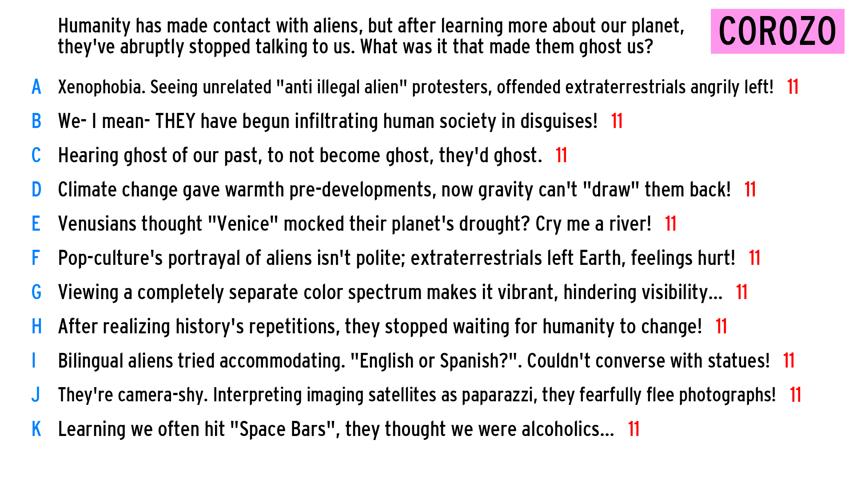 Humanity has made contact with aliens, but after learning more about our planet,
they've abruptly stopped talking to us. What was it that made them ghost us?
COROZO
A Xenophobia. Seeing unrelated "anti illegal alien" protesters, offended extraterrestrials angrily left! 11
B We- I mean- THEY have begun infiltrating human society in disguises! 11
C Hearing ghost of our past, to not become ghost, they'd ghost. 11
D Climate change gave warmth pre-developments, now gravity can't "draw" them back! 11
E Venusians thought "Venice" mocked their planet's drought? Cry me a river! 11
F Pop-culture's portrayal of aliens isn't polite; extraterrestrials left Earth, feelings hurt! 11
G Viewing a completely separate color spectrum makes it vibrant, hindering visibility... 11
H After realizing history's repetitions, they stopped waiting for humanity to change! 11
I Bilingual aliens tried accommodating. "English or Spanish?". Couldn't converse with statues! 11
J They're camera-shy. Interpreting imaging satellites as paparazzi, they fearfully flee photographs! 11
K Learning we often hit "Space Bars", they thought we were alcoholics... 11